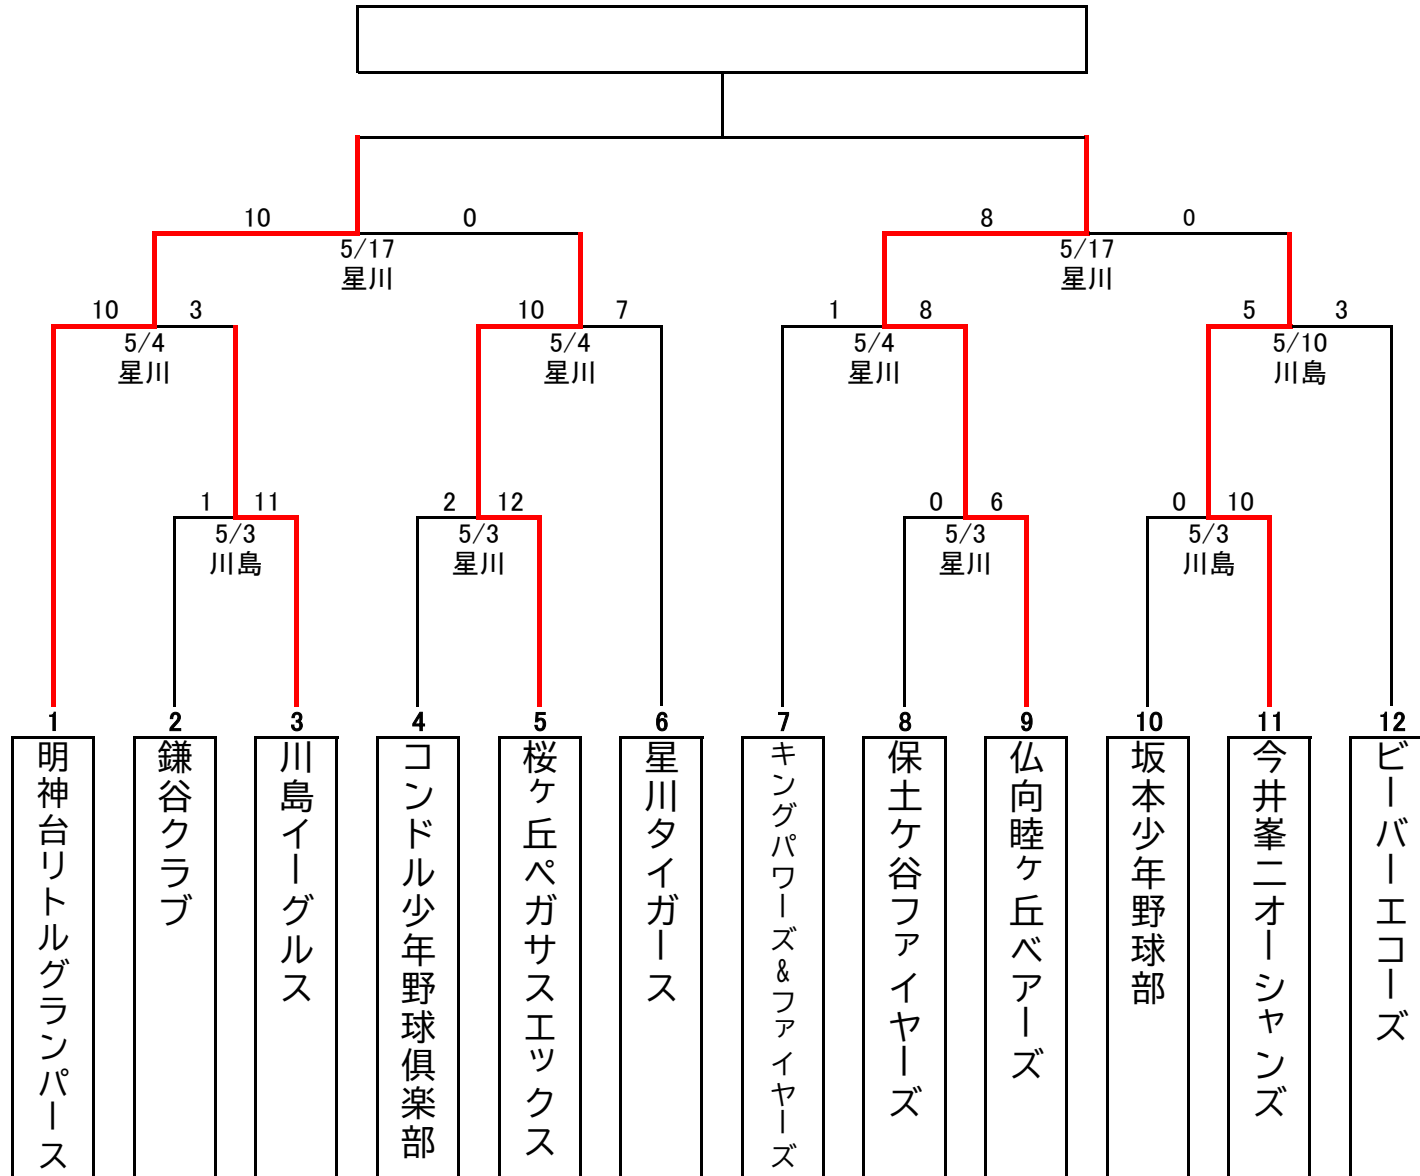 10 0 8 0
5/17 5/17
星川 星川
10 3 10 7 1 8 5 3
5/4 5/4 5/4 5/10
星川 星川 星川 川島
1 11 2 12 0 6 0 10
5/3 5/3 5/3 5/3
川島 星川 星川 川島
1 2 3 4 5 6 7 8 9 10 11 12
明神台リトルグランパース
鎌谷クラブ
川島イーグルス
コンドル少年野球倶楽部
桜ヶ丘ペガサスエックス
星川タイガース
キングパワーズ&ファイヤーズ
保土ケ谷ファイヤーズ
仏向睦ヶ丘ベアーズ
坂本少年野球部
今井峯二オーシャンズ
ビーバーエコーズ